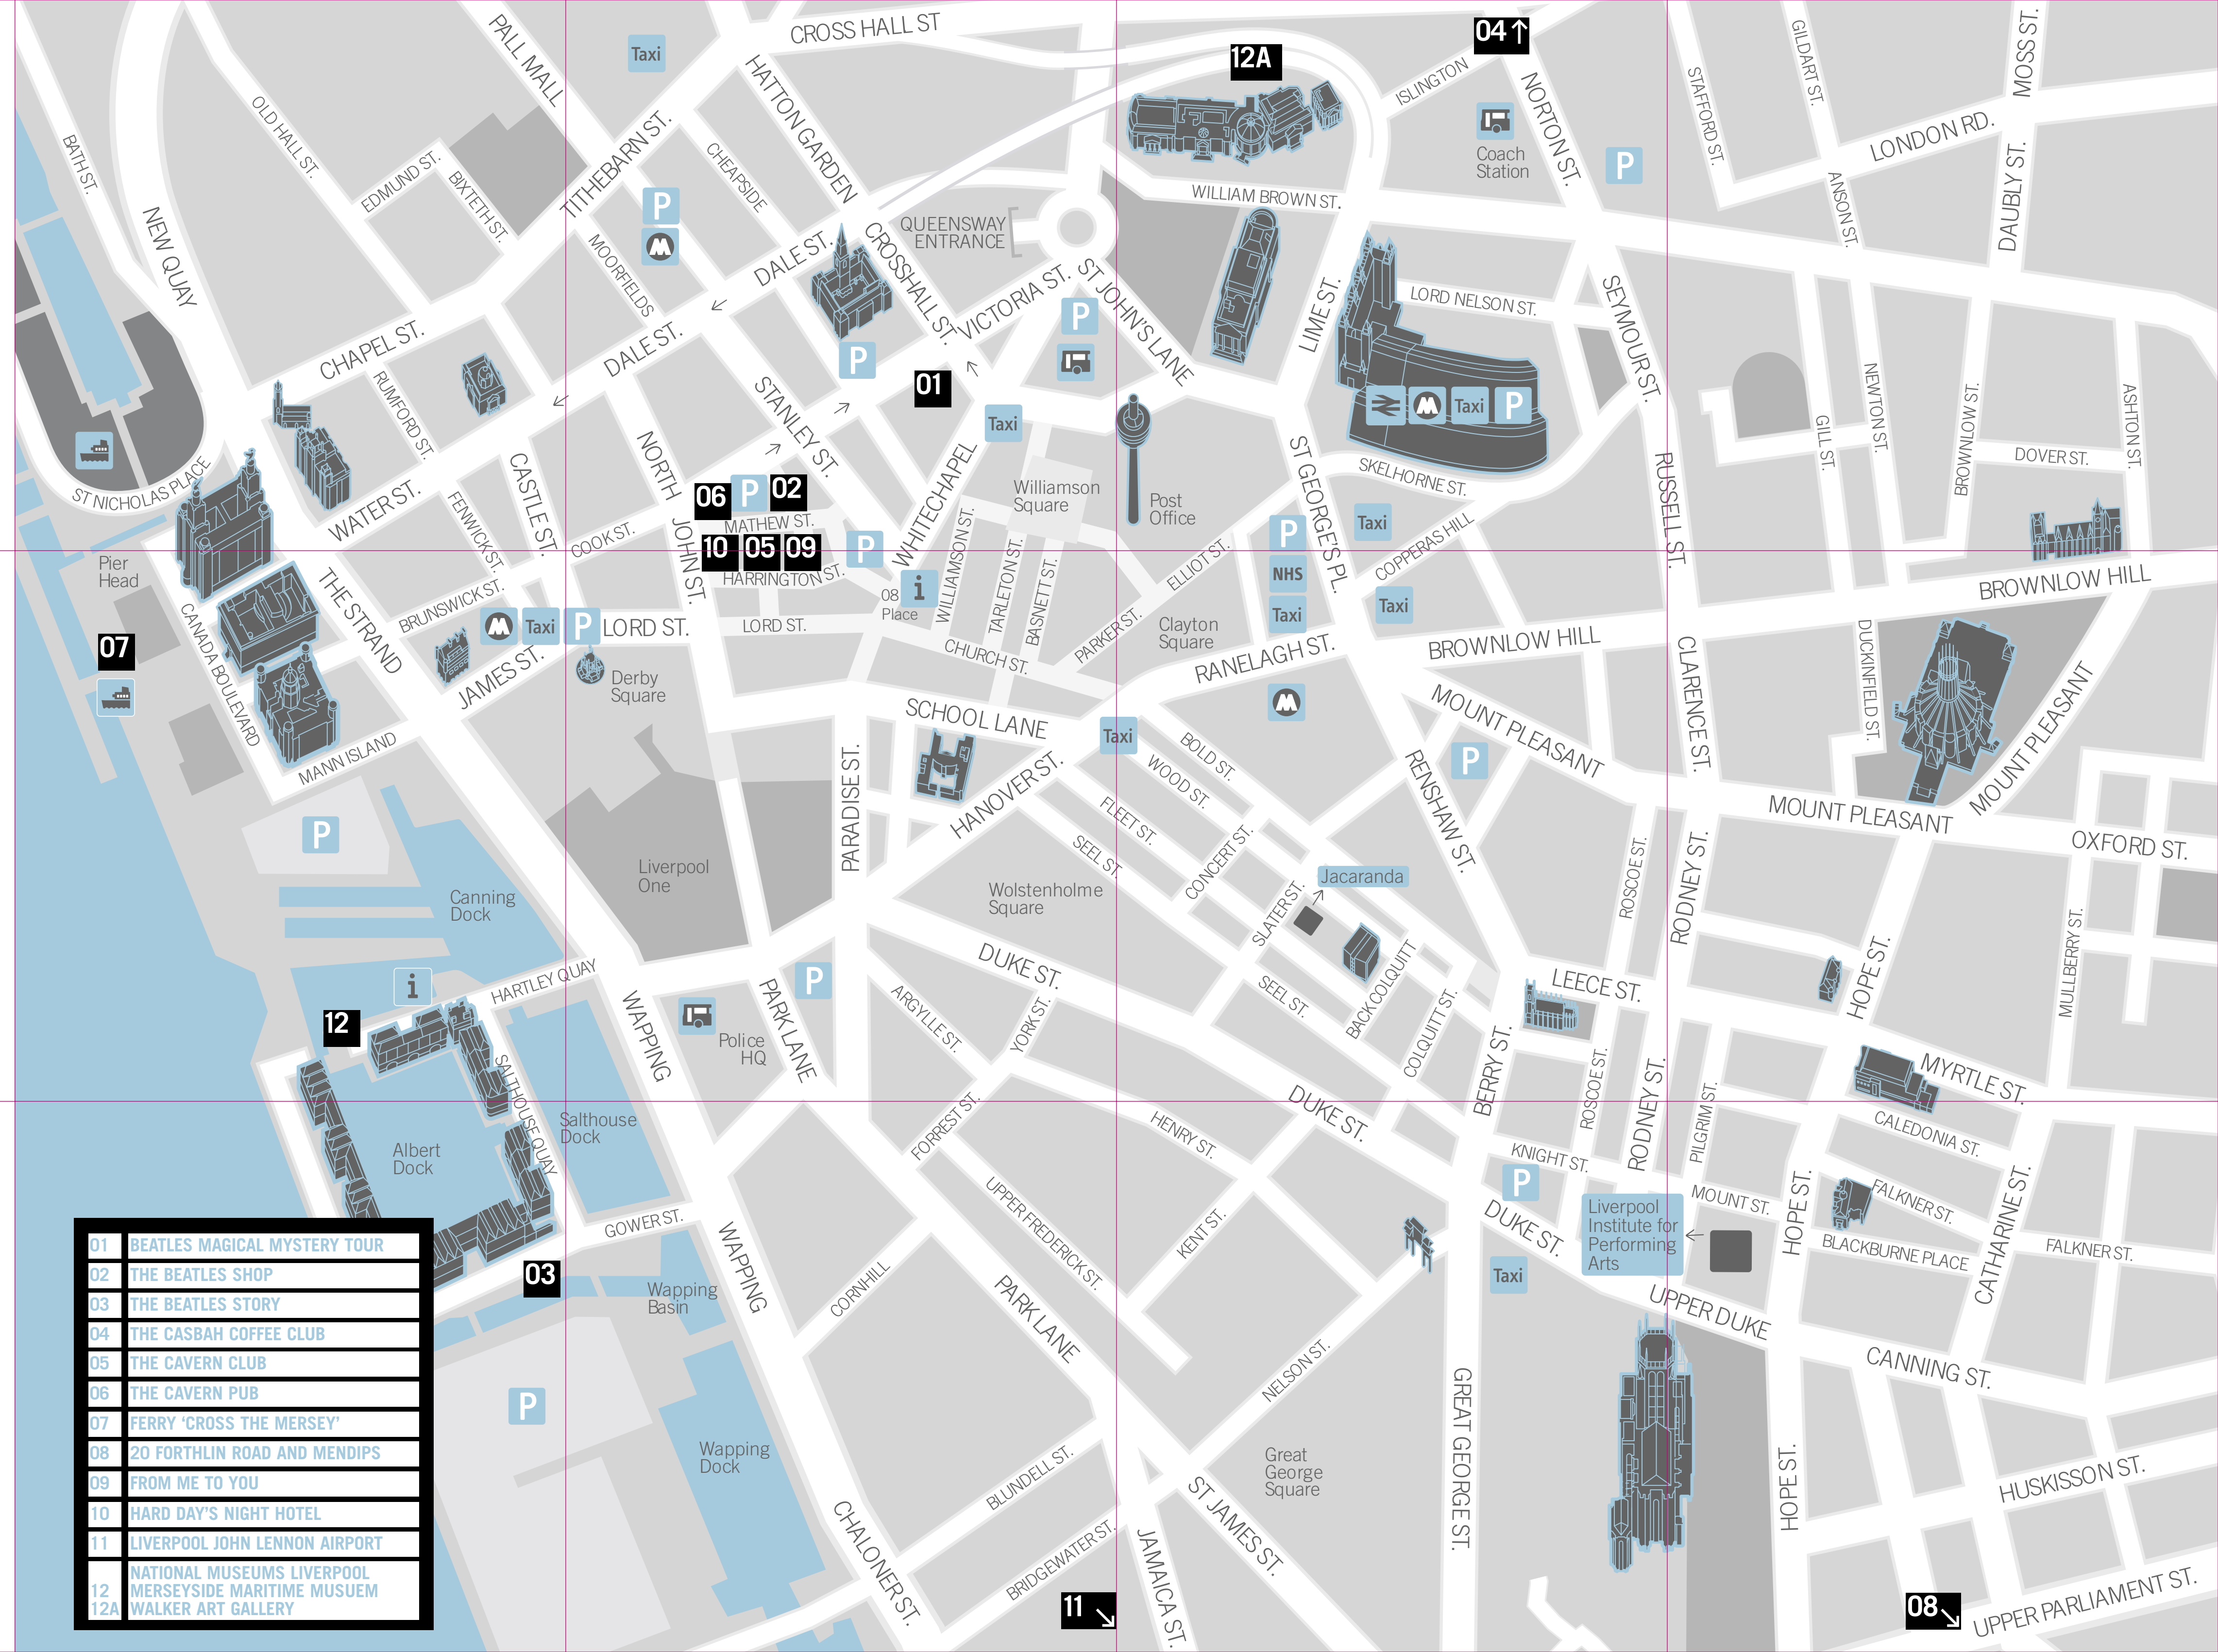 CROSS HALL ST
PALL MALL
Taxi
HATTON GARDEN
12A
04
ISLINGTON
NORTON ST.
Coach
Station
P
STAFFORD ST.
GILDART ST.
MOSS ST.
LONDON RD.
BATH ST.
OLD HALL ST.
EDMUND ST.
BIXTETH ST.
TITHEBARN ST.
CHEAPSIDE
WILLIAM BROWN ST.
ANSON ST.
DAUBLY ST.
NEW QUAY
P
M
MOORFIELDS
DALE ST.
CROSSHALL ST.
QUEENSWAY
ENTRANCE
VICTORIA ST.
ST JOHN'S LANE
LIME ST.
LORD NELSON ST.
SEYMOUR ST.
CHAPEL ST.
DALE ST.
P
P
01
RUMFORD ST.
STANLEY ST.
Taxi
M
Taxi
P
NEWTON ST.
GILL ST.
BROWNLOW ST.
ASHTON ST.
DOVER ST.
ST NICHOLAS PLACE
WATER ST.
CASTLE ST.
FENWICK ST.
NORTH
JOHN ST.
COOK ST.
06
P
02
MATHEW ST.
10
05
09
HARRINGTON ST.
P
WHITECHAPEL
Williamson
Square
Post
Office
ST GEORGE'S PL.
SKELHORNE ST.
RUSSELL ST.
P
Taxi
COPPERAS HILL
Pier
Head
THE STRAND
BRUNSWICK ST.
CANADA BOULEVARD
08
Place
i
WILLIAMSON ST.
TARLETON ST.
BASNETT ST.
PARKER ST.
ELLIOT ST.
NHS
Taxi
Taxi
BROWNLOW HILL
07
M
Taxi
P
LORD ST.
LORD ST.
CHURCH ST.
Clayton
Square
RANELAGH ST.
BROWNLOW HILL
CLARENCE ST.
DUCKINFIELD ST.
JAMES ST.
Derby
Square
M
MOUNT PLEASANT
MOUNT PLEASANT
MANN ISLAND
SCHOOL LANE
Taxi
BOLD ST.
WOOD ST.
P
RENSHAW ST.
MOUNT PLEASANT
OXFORD ST.
P
PARADISE ST.
HANOVER ST.
FLEET ST.
SEEL ST.
CONCERT ST.
Jacaranda
Liverpool
One
Wolstenholme
Square
ROSCOE ST.
RODNEY ST.
Canning
Dock
SLATER ST.
HOPE ST.
MULBERRY ST.
i
HARTLEY QUAY
DUKE ST.
BACK COLQUITT
LEECE ST.
12
WAPPING
P
PARK LANE
ARGYLLE ST.
YORK ST.
SEEL ST.
COLQUITT ST.
BERRY ST.
Police
HQ
SALTHOUSE QUAY
MYRTLE ST.
ROSCOE ST.
RODNEY ST.
PILGRIM ST.
Salthouse
Dock
Albert
Dock
FORREST ST.
HENRY ST.
DUKE ST.
KNIGHT ST.
CALEDONIA ST.
P
UPPER FREDERICK ST.
KENT ST.
DUKE ST.
Liverpool
Institute for
Performing
Arts
MOUNT ST.
HOPE ST.
FALKNER ST.
BLACKBURNE PLACE
CATHARINE ST.
FALKNER ST.
GOWER ST.
WAPPING
03
Taxi
Wapping
Basin
CORNHILL
PARK LANE
UPPER DUKE
CANNING ST.
NELSON ST.
GREAT GEORGE ST.
P
Wapping
Dock
BLUNDELL ST.
Great
George
Square
HOPE ST.
HUSKISSON ST.
CHALONER ST.
BRIDGEWATER ST.
JAMAICA ST.
ST JAMES ST.
11
08
UPPER PARLIAMENT ST.
01 BEATLES MAGICAL MYSTERY TOUR
02 THE BEATLES SHOP
03 THE BEATLES STORY
04 THE CASBAH COFFEE CLUB
05 THE CAVERN CLUB
06 THE CAVERN PUB
07 FERRY ‘CROSS THE MERSEY’
08 20 FORTHLIN ROAD AND MENDIPS
09 FROM ME TO YOU
10 HARD DAY’S NIGHT HOTEL
11 LIVERPOOL JOHN LENNON AIRPORT
NATIONAL MUSEUMS LIVERPOOL
12 MERSEYSIDE MARITIME MUSUEM
12A WALKER ART GALLERY